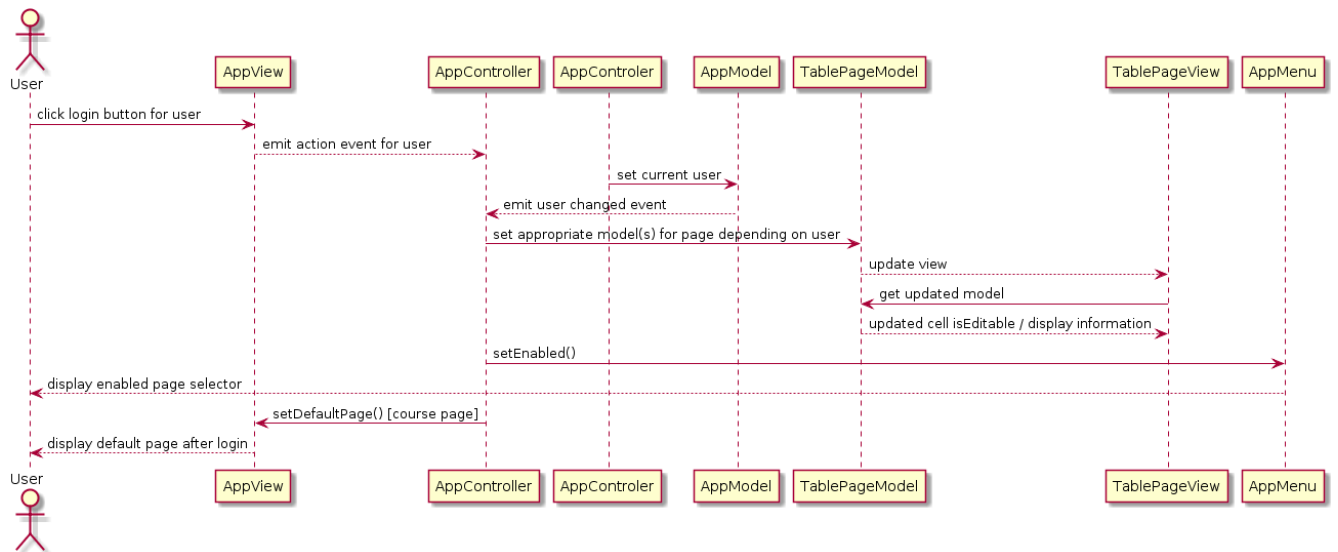 User
AppView
AppController
AppControler
AppModel
TablePageModel
TablePageView
AppMenu
click login button for user
emit action event for user
set current user
emit user changed event
set appropriate model(s) for page depending on user
update view
get updated model
updated cell isEditable / display information
setEnabled()
display enabled page selector
setDefaultPage() [course page]
display default page after login
User
AppView
AppController
AppControler
AppModel
TablePageModel
TablePageView
AppMenu